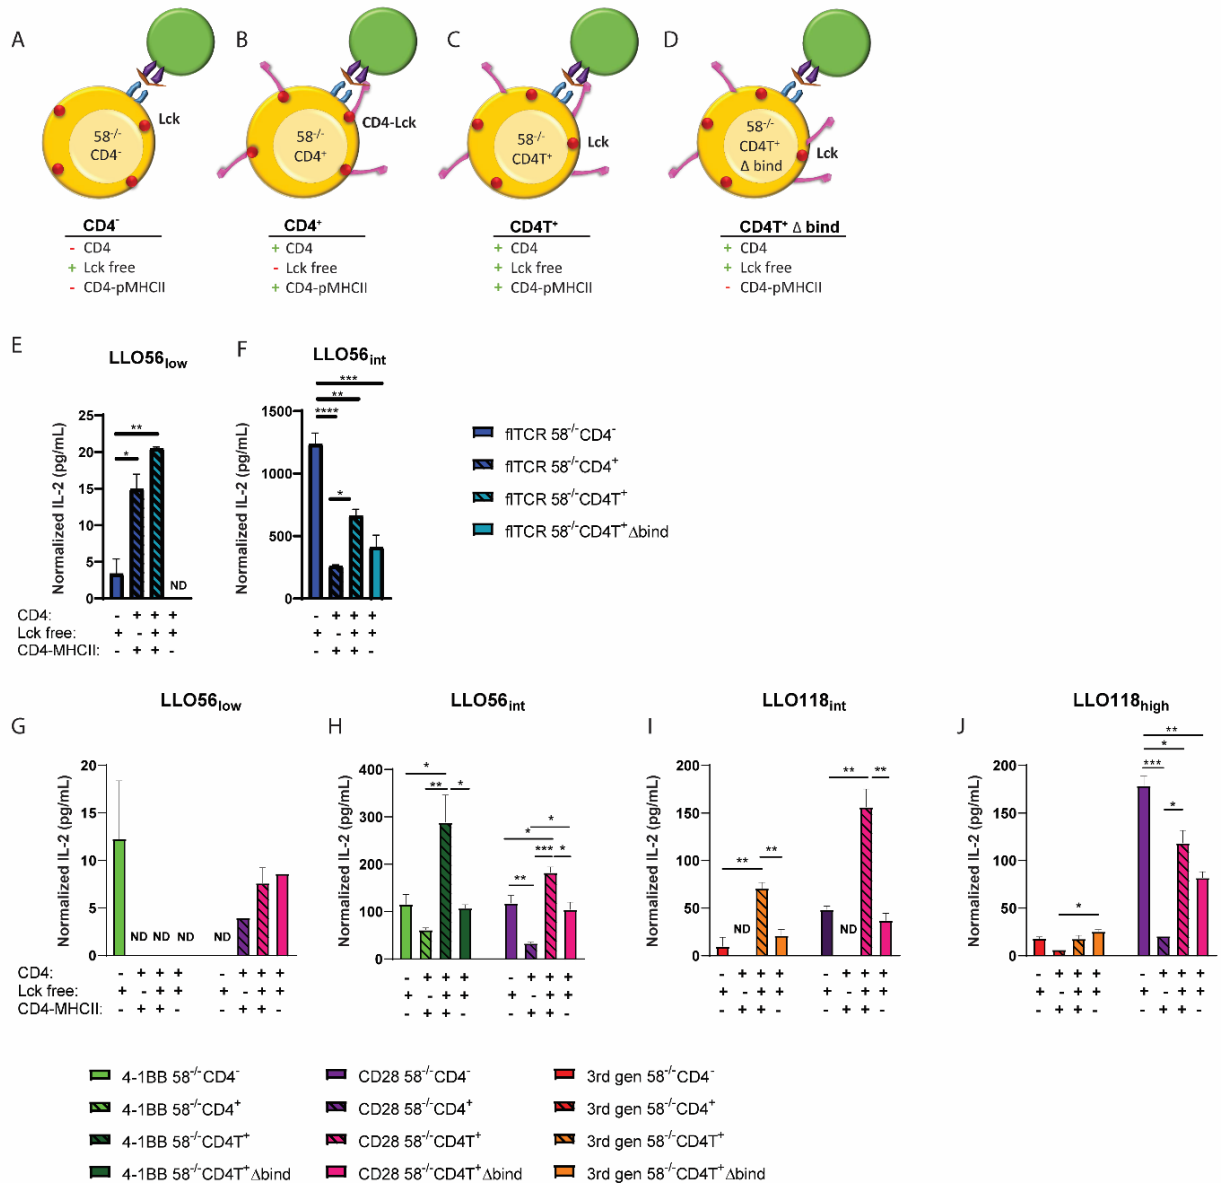 A
B
C
D
Lck
CD4-Lck
Lck
Lck
58-/-
CD4-
58-/-
CD4+
58-/-
CD4T+
58-/-
CD4T+
Δ bind
CD4-
- CD4
+ Lck free
- CD4-pMHCII
CD4+
+ CD4
- Lck free
+ CD4-pMHCII
CD4T+
+ CD4
+ Lck free
+ CD4-pMHCII
CD4T+ Δ bind
+ CD4
+ Lck free
- CD4-pMHCII
E
LLO56low
Normalized IL-2 (pg/mL)
25
20
15
10
5
0
**
*
ND
CD4: - + + +
Lck free: + - + +
CD4-MHCII: - + + -
F
LLO56int
Normalized IL-2 (pg/mL)
1500
1000
500
0
***
**
****
*
- + + +
+ - + +
- + + -
flTCR 58-/-CD4-
flTCR 58-/-CD4+
flTCR 58-/-CD4T+
flTCR 58-/-CD4T+Δbind
G
LLO56low
Normalized IL-2 (pg/mL)
20
15
10
5
0
ND ND ND ND
CD4: - + + + - + + +
Lck free: + - + + + - + +
CD4-MHCII: - + + - - + + -
H
LLO56int
Normalized IL-2 (pg/mL)
400
300
200
100
0
*
** *
*
*
*** *
**
- + + + - + + +
+ - + + + - + +
- + + - - + + -
I
LLO118int
Normalized IL-2 (pg/mL)
200
150
100
50
0
** **
ND
** **
ND
- + + + - + + +
+ - + + + - + +
- + + - - + + -
J
LLO118high
Normalized IL-2 (pg/mL)
200
150
100
50
0
*
**
*
***
*
- + + + - + + +
+ - + + + - + +
- + + - - + + -
4-1BB 58-/-CD4-
4-1BB 58-/-CD4+
4-1BB 58-/-CD4T+
4-1BB 58-/-CD4T+Δbind
CD28 58-/-CD4-
CD28 58-/-CD4+
CD28 58-/-CD4T+
CD28 58-/-CD4T+Δbind
3rd gen 58-/-CD4-
3rd gen 58-/-CD4+
3rd gen 58-/-CD4T+
3rd gen 58-/-CD4T+Δbind